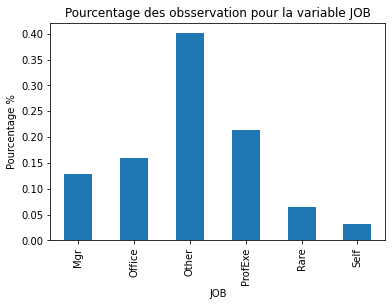 Pourcentage des obsservation pour la variable JOB
Pourcentage %
0.40
0.35
0.30
0.25
0.20
0.15
0.10
0.05
0.00
Mgr
Office
Other
ProfExe
Rare
Self
JOB